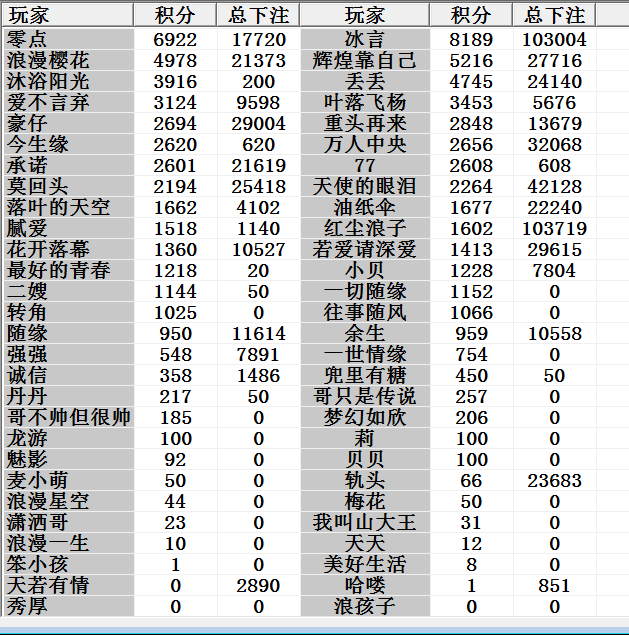 玩家 积分 总下注 玩家 积分 总下注
零点 6922 17720 冰言 8189 103004
浪漫樱花 4978 21373 辉煌靠自己 5216 27716
沐浴阳光 3916 200 丢丢 4745 24140
爱不言弃 3124 9598 叶落飞杨 3453 5676
豪仔 2694 29004 重头再来 2848 13679
今生缘 2620 620 万人中央 2656 32068
承诺 2601 21619 77 2608 608
莫回头 2194 25418 天使的眼泪 2264 42128
落叶的天空 1662 4102 油纸伞 1677 22240
腻爱 1518 1140 红尘浪子 1602 103719
花开落幕 1360 10527 若爱请深爱 1413 29615
最好的青春 1218 20 小贝 1228 7804
二嫂 1144 50 一切随缘 1152 0
转角 1025 0 往事随风 1066 0
随缘 950 11614 余生 959 10558
强强 548 7891 一世情缘 754 0
诚信 358 1486 兜里有糖 450 50
丹丹 217 50 哥只是传说 257 0
哥不帅但很帅 185 0 梦幻如欣 206 0
龙游 100 0 莉 100 0
魅影 92 0 贝贝 100 0
麦小萌 50 0 轨头 66 23683
浪漫星空 44 0 梅花 50 0
潇洒哥 23 0 我叫山大王 31 0
浪漫一生 10 0 天天 12 0
笨小孩 1 0 美好生活 8 0
天若有情 0 2890 哈喽 1 851
秀厚 0 0 浪孩子 0 0